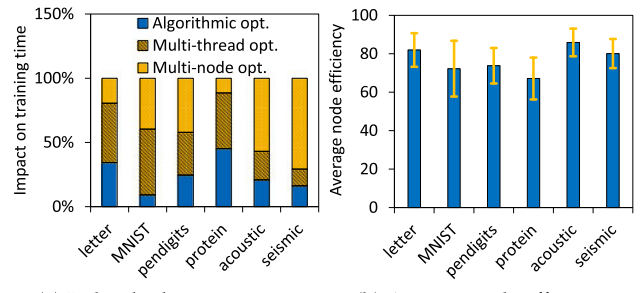 150%
100%
50%
0%
Impact on training time
Algorithmic opt.
Multi-thread opt.
Multi-node opt.
letter
MNIST
pendigits
protein
acoustic
seismic
100
80
60
40
20
0
Average node efficiency
letter
MNIST
pendigits
protein
acoustic
seismic